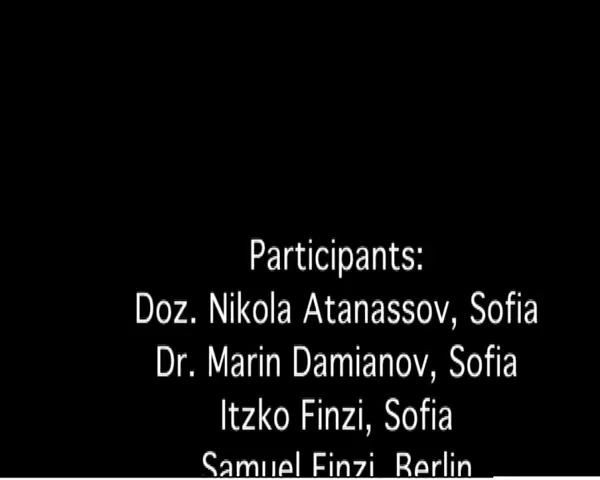 Participants:
Doz. Nikola Atanassov, Sofia
Dr. Marin Damianov, Sofia
Itzko Finzi, Sofia
Samuel Finzi, Berlin